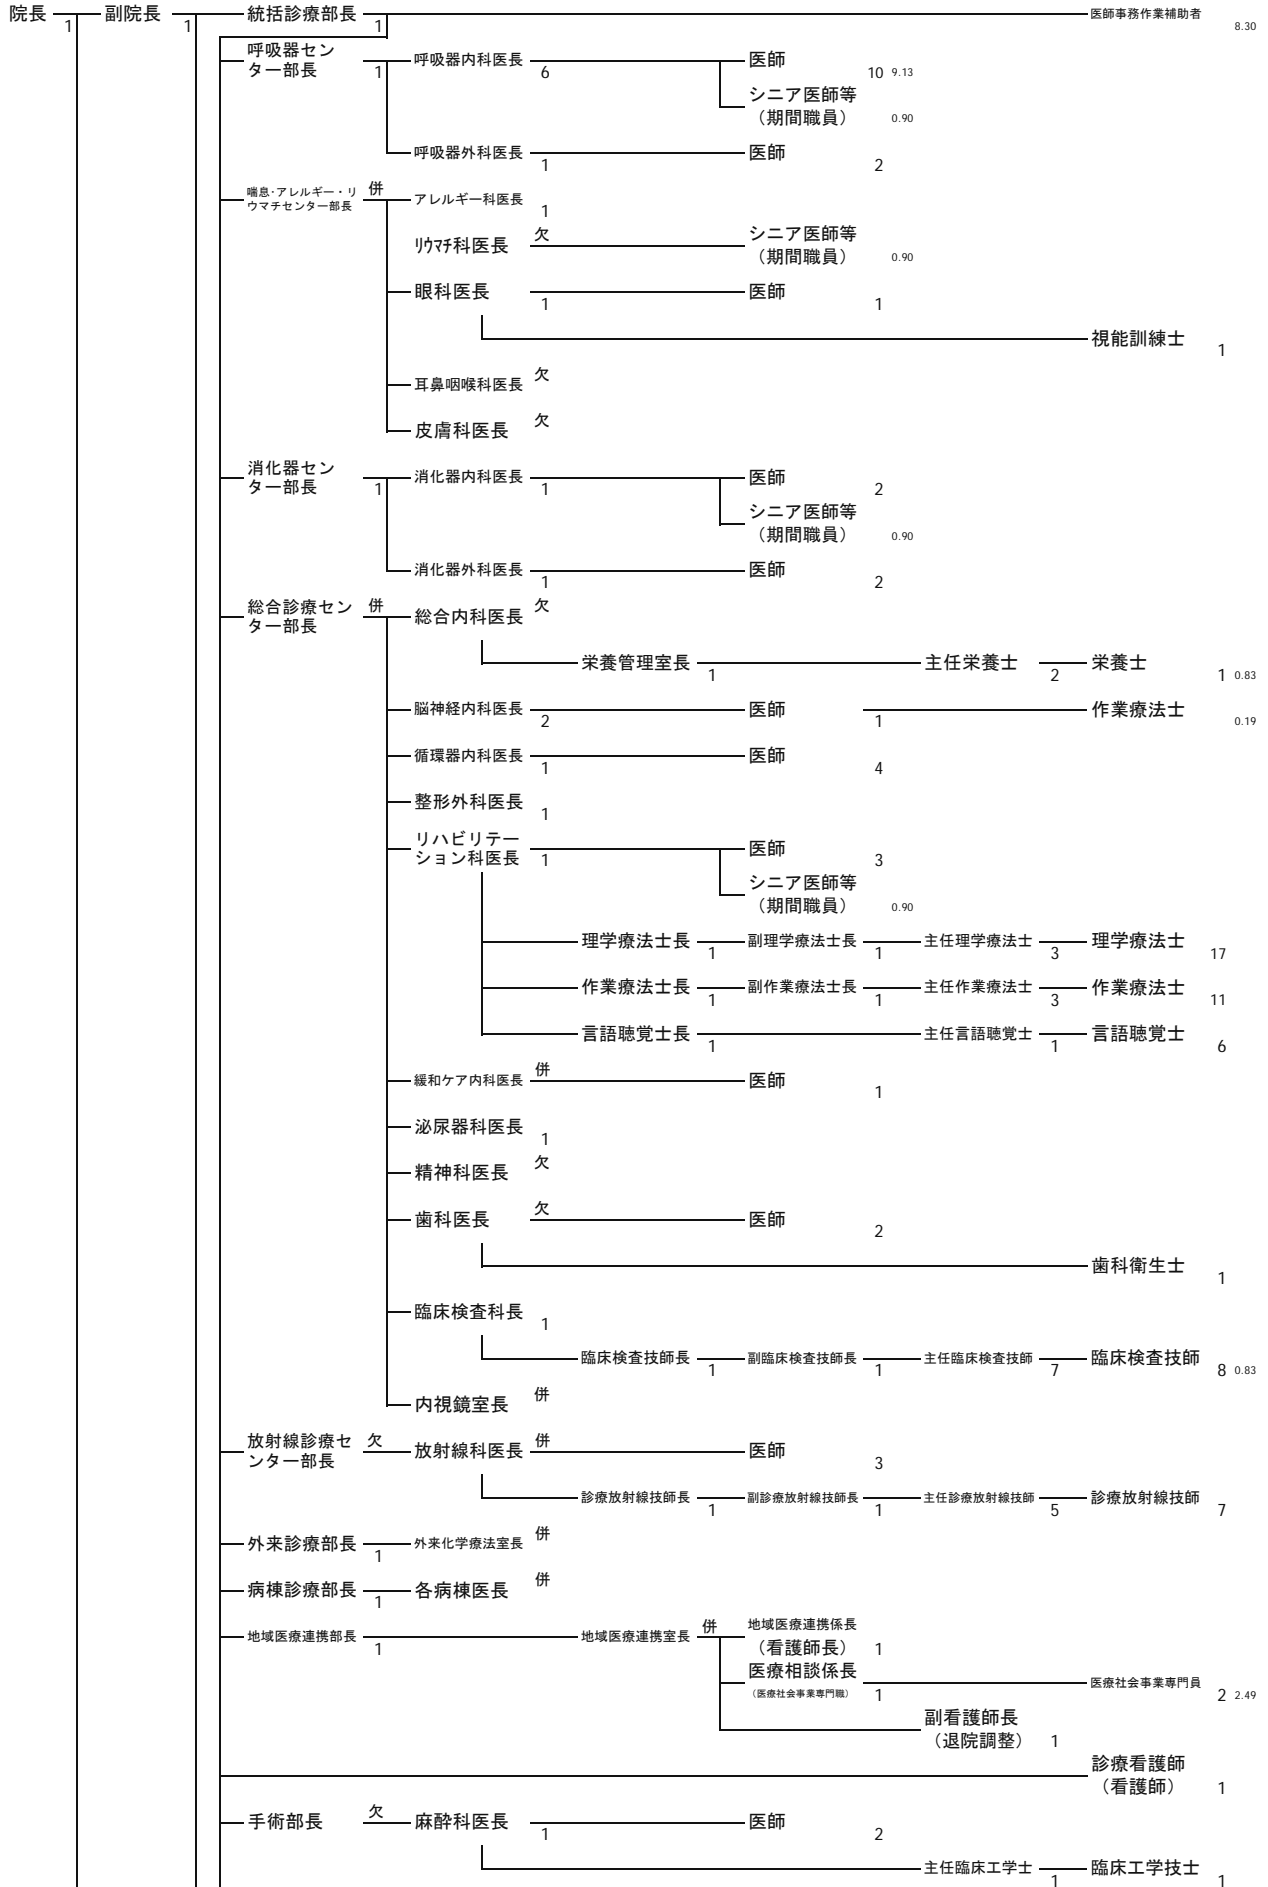 院長 1 副院長 1 統括診療部長 1 医師事務作業補助者 8.30
呼吸器セン
ター部長 1 呼吸器内科医長 6 医師 10 9.13
シニア医師等
（期間職員） 0.90
呼吸器外科医長 1 医師 2
喘息･アレルギー・リ
ウマチセンター部長 併 アレルギー科医長 1
ﾘｳﾏﾁ科医長 欠 シニア医師等
（期間職員） 0.90
眼科医長 1 医師 1
視能訓練士 1
耳鼻咽喉科医長 欠
皮膚科医長 欠
消化器セン
ター部長 1 消化器内科医長 1 医師 2
シニア医師等
（期間職員） 0.90
消化器外科医長 1 医師 2
総合診療セン
ター部長 併 総合内科医長 欠
栄養管理室長 1 主任栄養士 2 栄養士 1 0.83
脳神経内科医長 2 医師 1 作業療法士 0.19
循環器内科医長 1 医師 4
整形外科医長 1
リハビリテー
ション科医長 1 医師 3
シニア医師等
（期間職員） 0.90
理学療法士長 1 副理学療法士長 1 主任理学療法士 3 理学療法士 17
作業療法士長 1 副作業療法士長 1 主任作業療法士 3 作業療法士 11
言語聴覚士長 1 主任言語聴覚士 1 言語聴覚士 6
緩和ケア内科医長 併 医師 1
泌尿器科医長 1
精神科医長 欠
歯科医長 欠 医師 2
歯科衛生士 1
臨床検査科長 1
臨床検査技師長 1 副臨床検査技師長 1 主任臨床検査技師 7 臨床検査技師 8 0.83
内視鏡室長 併
放射線診療セ
ンター部長 欠 放射線科医長 併 医師 3
診療放射線技師長 1 副診療放射線技師長 1 主任診療放射線技師 5 診療放射線技師 7
外来診療部長 1 外来化学療法室長 併
病棟診療部長 1 各病棟医長 併
地域医療連携部長 1 地域医療連携室長 併 地域医療連携係長
（看護師長） 1
医療相談係長
（医療社会事業専門職） 1 医療社会事業専門員 2 2.49
副看護師長
（退院調整） 1
診療看護師
（看護師） 1
手術部長 欠 麻酔科医長 1 医師 2
主任臨床工学士 1 臨床工学技士 1